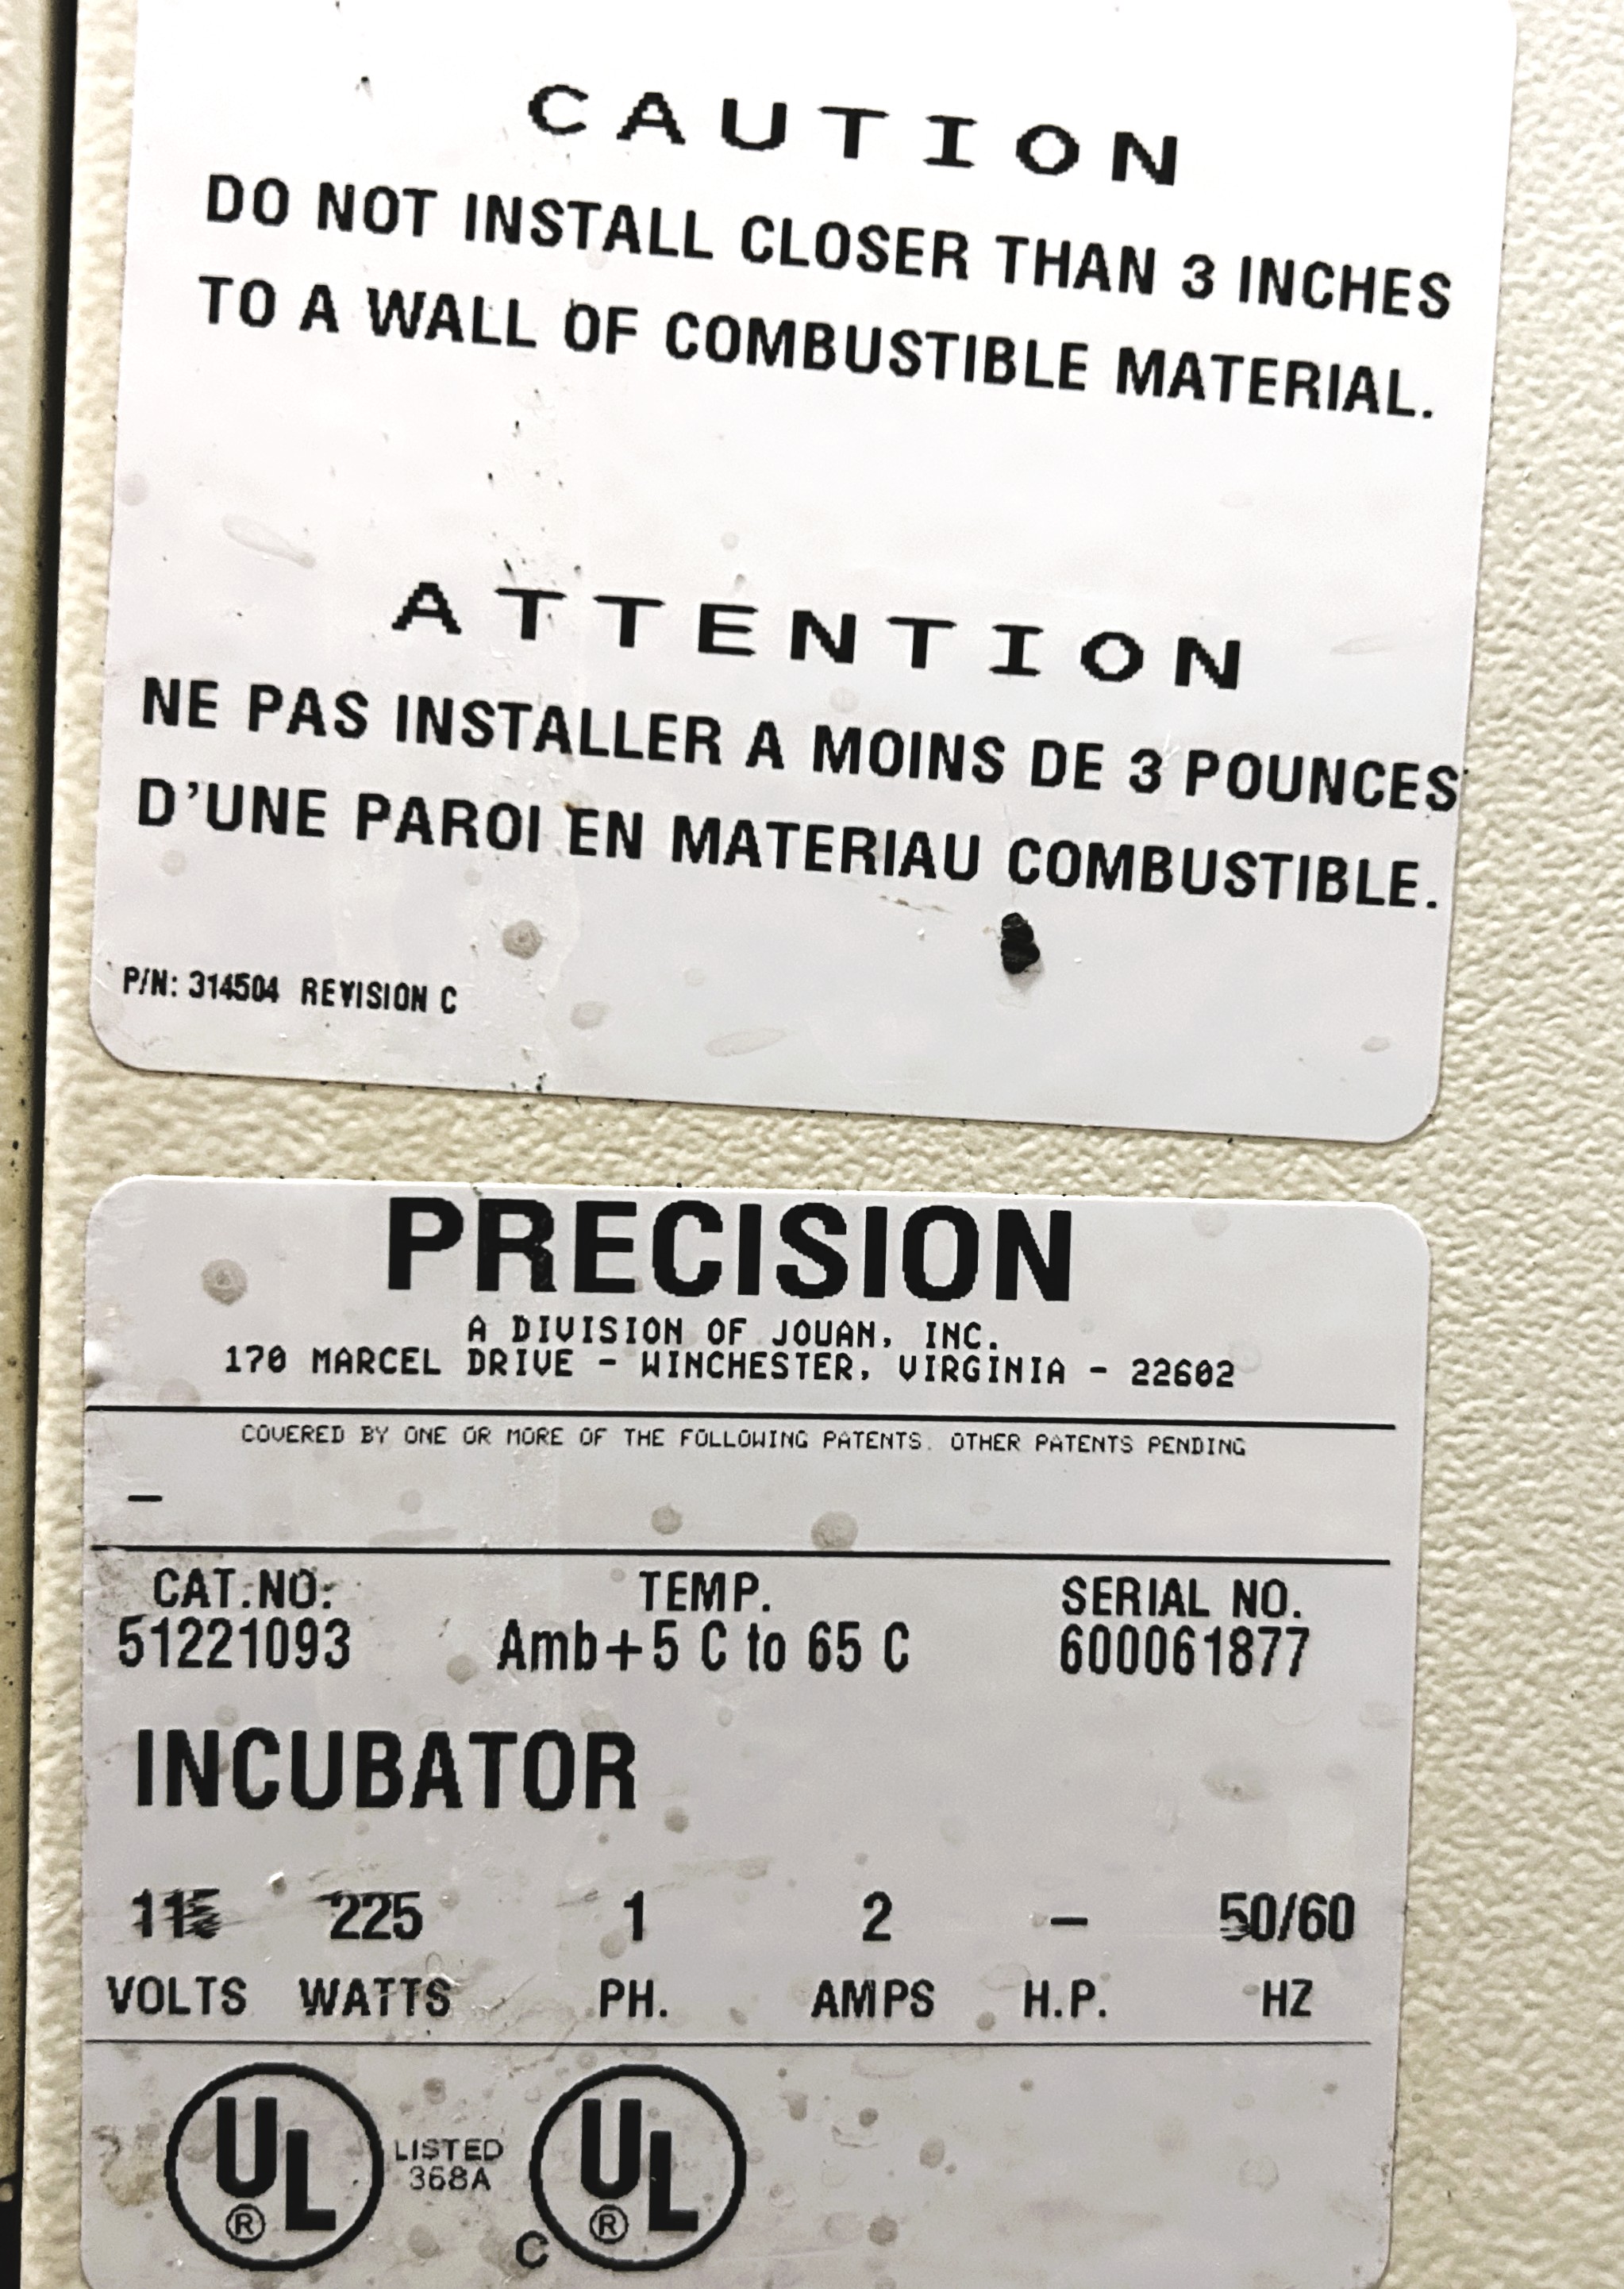 CAUTION
DO NOT INSTALL CLOSER THAN 3 INCHES
TO A WALL OF COMBUSTIBLE MATERIAL.
ATTENTION
NE PAS INSTALLER A MOINS DE 3 POUNCES
D'UNE PAROI EN MATERIAU COMBUSTIBLE.
P/N: 314504 REVISION C
PRECISION
A DIVISION OF JOUAN, INC.
170 MARCEL DRIVE - WINCHESTER, VIRGINIA - 22602
COVERED BY ONE OR MORE OF THE FOLLOWING PATENTS. OTHER PATENTS PENDING
—
CAT.NO: TEMP. SERIAL NO.
51221093 Amb+5 C to 65 C 600061877
INCUBATOR
225 1 2 — 50/60
VOLTS WATTS PH. AMPS H.P. HZ
UL® LISTED C UL®
368A